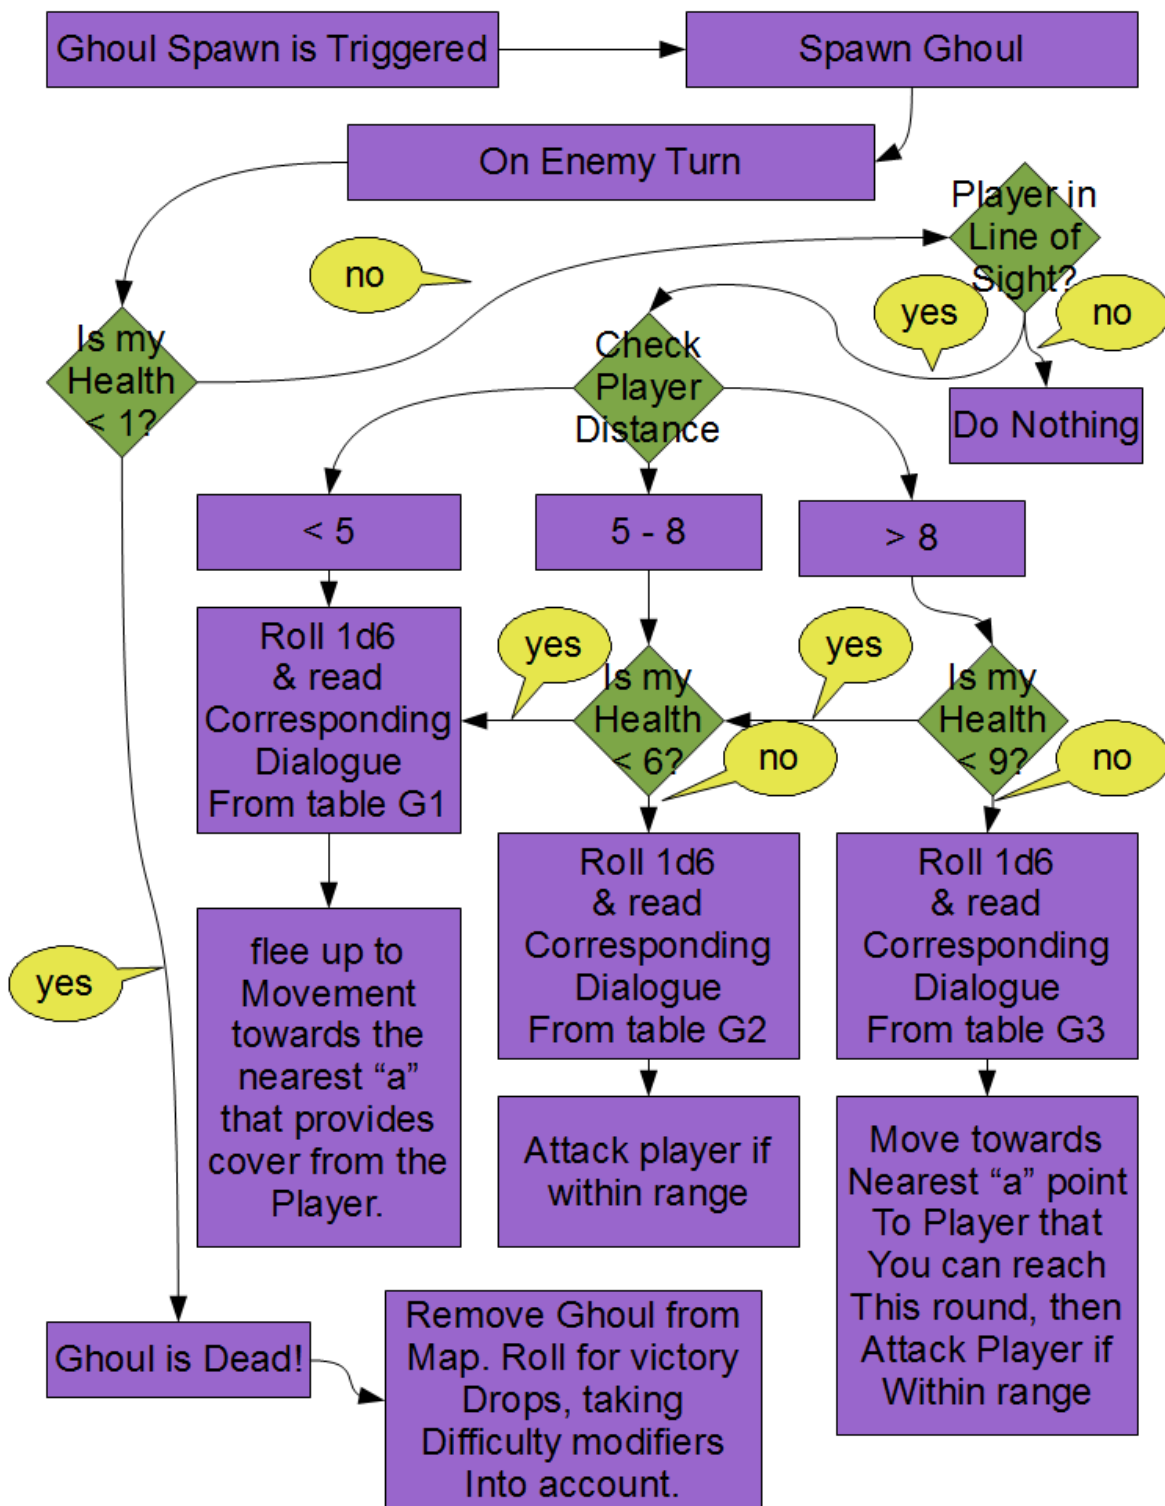 Ghoul Spawn is Triggered
Spawn Ghoul
On Enemy Turn
Player in
Line of
Sight?
no
yes
no
Is my
Health
< 1?
Check
Player
Distance
Do Nothing
< 5
5 - 8
> 8
Roll 1d6
& read
Corresponding
Dialogue
From table G1
yes
Is my
Health
< 6?
yes
Is my
Health
< 9?
no
no
flee up to
Movement
towards the
nearest “a”
that provides
cover from the
Player.
Roll 1d6
& read
Corresponding
Dialogue
From table G2
Roll 1d6
& read
Corresponding
Dialogue
From table G3
yes
Attack player if
within range
Move towards
Nearest “a” point
To Player that
You can reach
This round, then
Attack Player if
Within range
Ghoul is Dead!
Remove Ghoul from
Map. Roll for victory
Drops, taking
Difficulty modifiers
Into account.